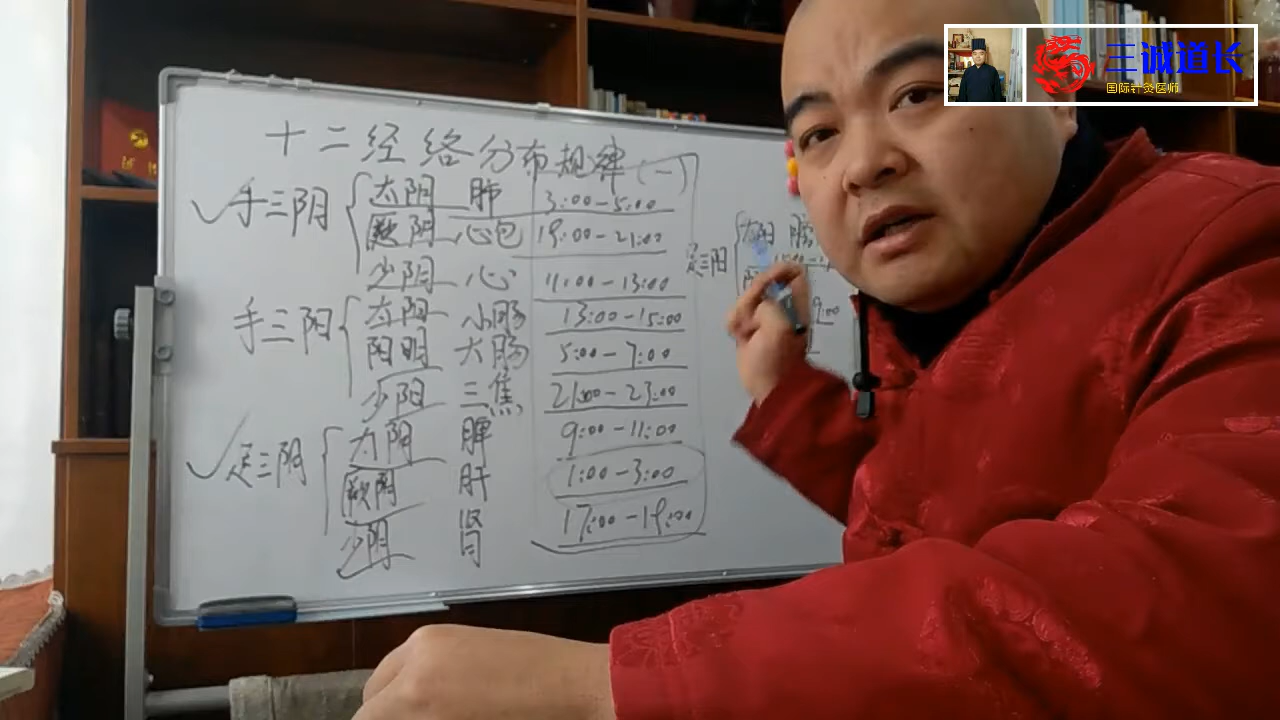 三诚道长
国际针灸医师
十二经络分布规律（一）
手三阴 太阴 肺 3:00-5:00
厥阴 心包 19:00-21:00
少阴 心 11:00-13:00
手三阳 太阳 小肠 13:00-15:00
阳明 大肠 5:00-7:00
少阳 三焦 21:00-23:00
足三阴 太阴 脾 9:00-11:00
厥阴 肝 1:00-3:00
少阴 肾 17:00-19:00
足三阳 太阳 膀
9:00